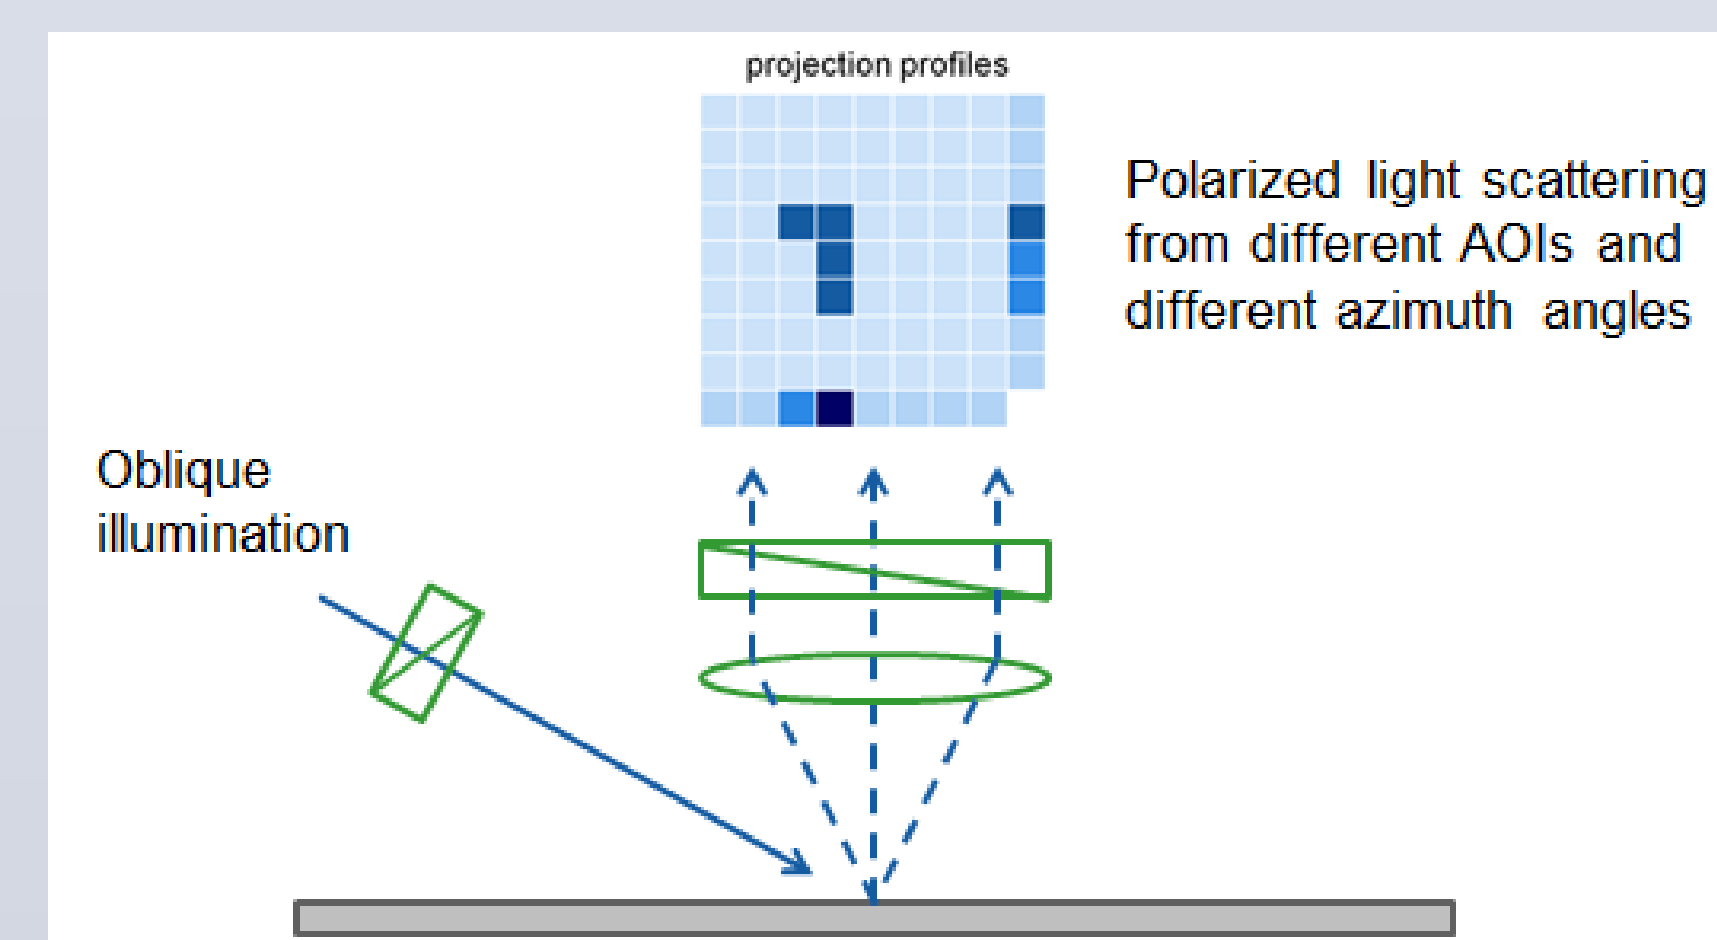 projection profiles
Polarized light scattering
from different AOIs and
different azimuth angles
Oblique
illumination